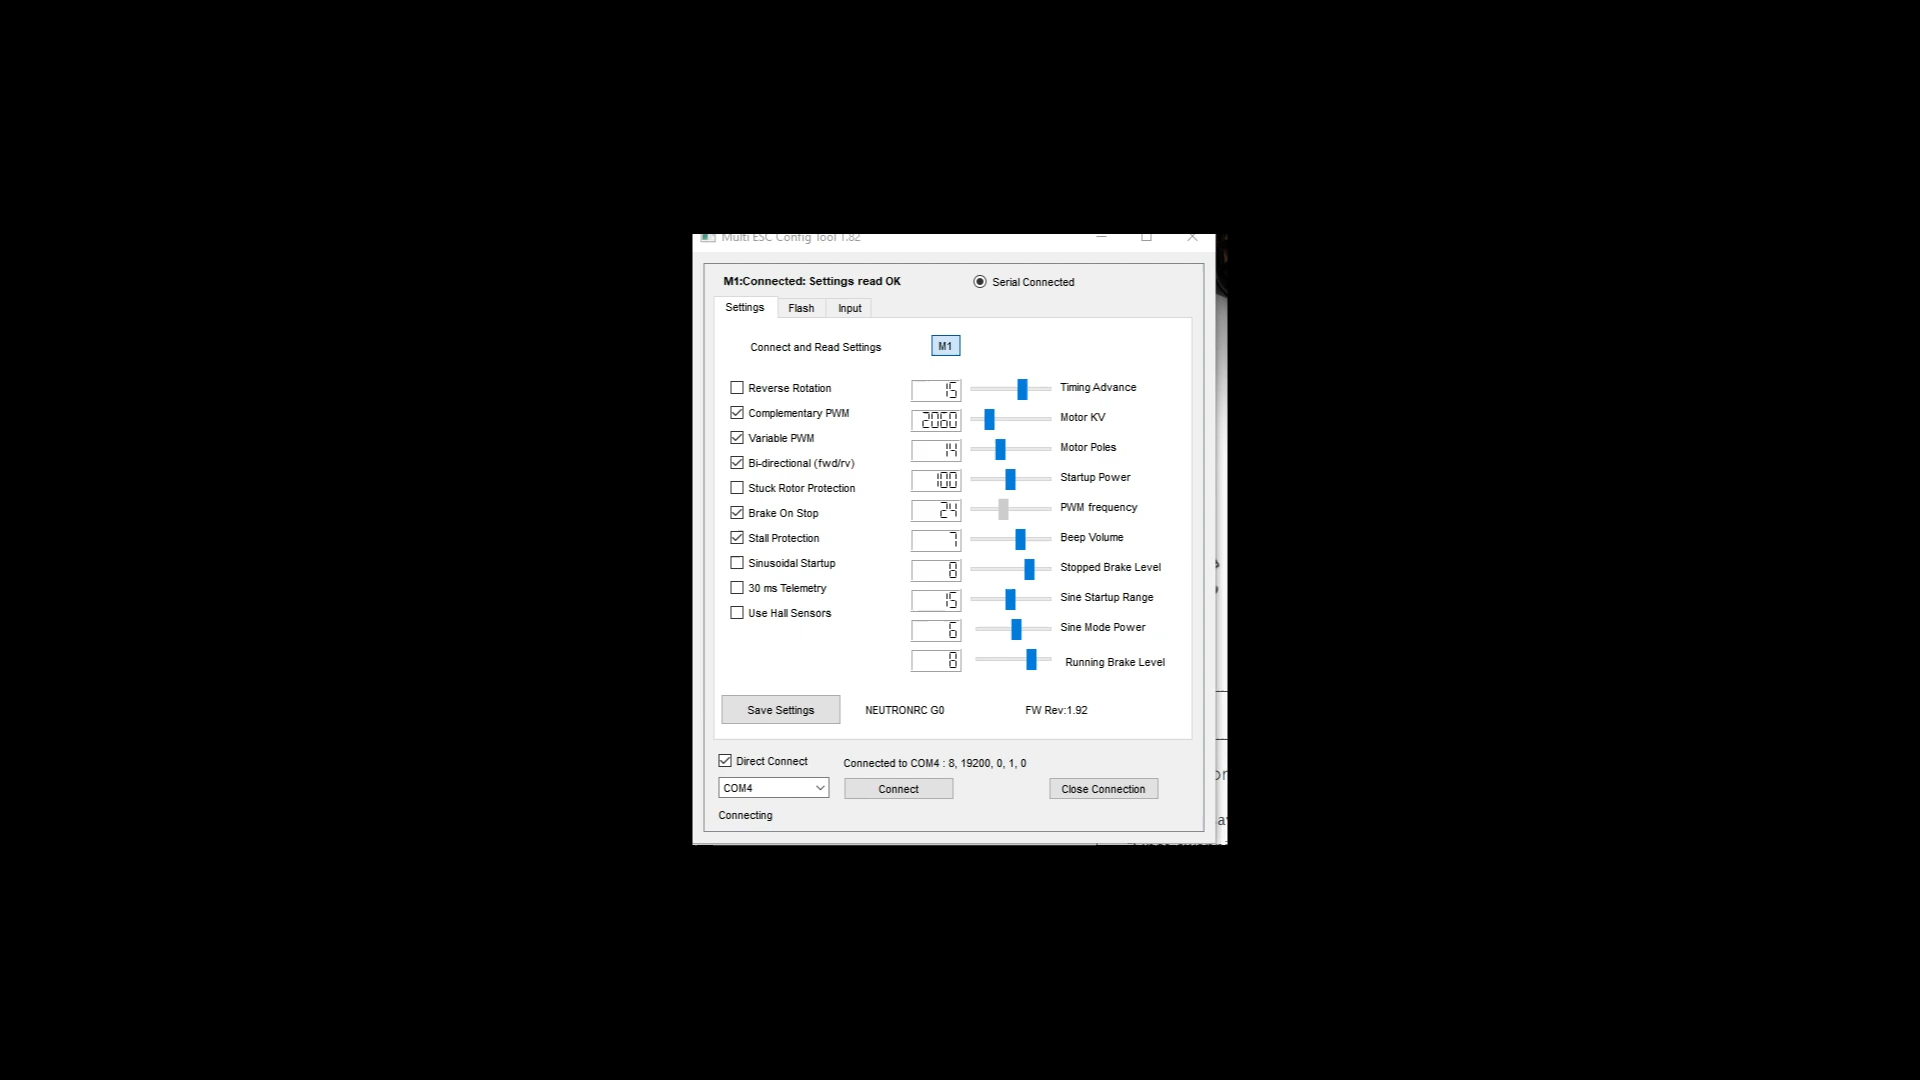 Multi ESC Config Tool 1.82
M1:Connected: Settings read OK
Serial Connected
Settings
Flash
Input
Connect and Read Settings
M1
Reverse Rotation
15
Timing Advance
Complementary PWM
2060
Motor KV
Variable PWM
14
Motor Poles
Bi-directional (fwd/rv)
100
Startup Power
Stuck Rotor Protection
24
PWM frequency
Brake On Stop
7
Beep Volume
Stall Protection
8
Stopped Brake Level
Sinusoidal Startup
15
Sine Startup Range
30 ms Telemetry
6
Sine Mode Power
Use Hall Sensors
8
Running Brake Level
Save Settings
NEUTRONRC G0
FW Rev:1.92
Direct Connect
Connected to COM4 : 8, 19200, 0, 1, 0
COM4
Connect
Close Connection
Connecting